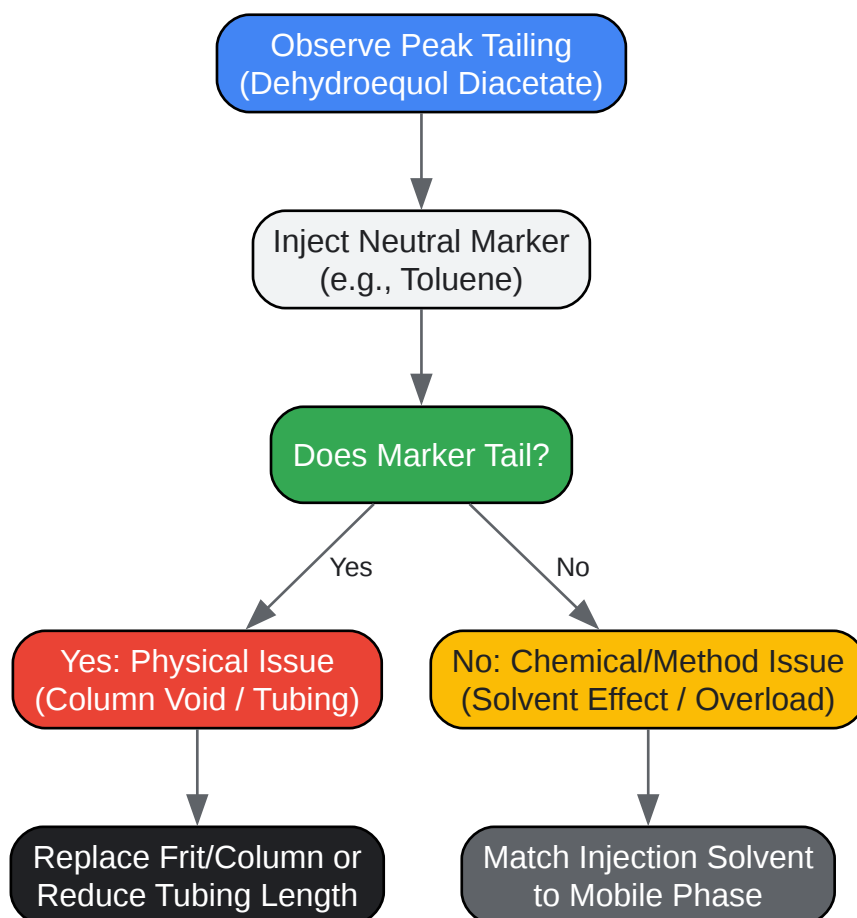 Observe Peak Tailing
(Dehydroequol Diacetate)
Inject Neutral Marker
(e.g., Toluene)
Does Marker Tail?
Yes
No
Yes: Physical Issue
(Column Void / Tubing)
No: Chemical/Method Issue
(Solvent Effect / Overload)
Replace Frit/Column or
Reduce Tubing Length
Match Injection Solvent
to Mobile Phase